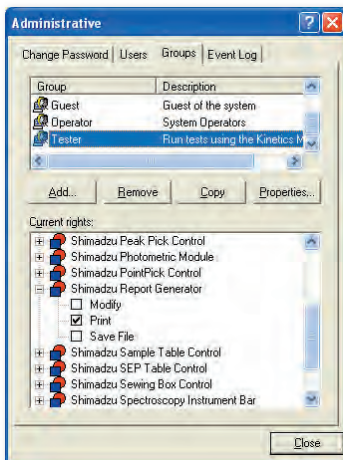 Administrative
Change Password Users Groups Event Log
Group Description
Guest Guest of the system
Operator System Operators
Tester Run tests using the Kinetics M
Add... Remove Copy Properties...
Current rights:
Shimadzu Peak Pick Control
Shimadzu Photometric Module
Shimadzu PointPick Control
Shimadzu Report Generator
Modify
Print
Save File
Shimadzu Sample Table Control
Shimadzu SEP Table Control
Shimadzu Sewing Box Control
Shimadzu Spectroscopy Instrument Bar
Close